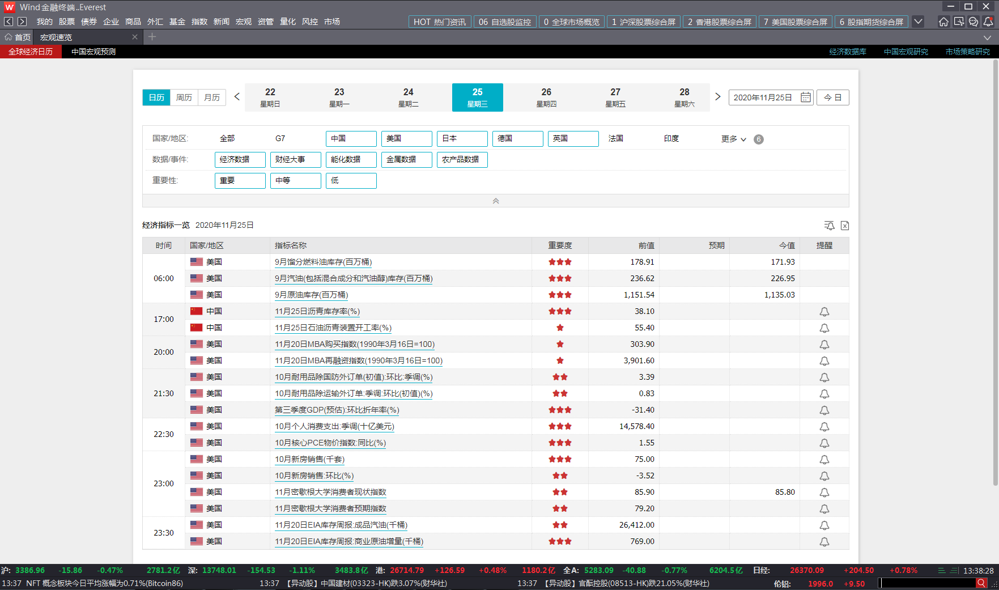 Wind金融终端..Everest
我的 股票 债券 企业 商品 外汇 基金 指数 新闻 宏观 资管 量化 风控 市场 HOT 热门资讯 06 自选股监控 0 全球市场概览 1 沪深股票综合屏 2 香港股票综合屏 7 美国股票综合屏 6 股指期货综合屏
首页 宏观速览
全球经济日历 中国宏观预测 经济数据库 中国宏观研究 市场策略研究
22 23 24 25 26 27 28
日历 周历 月历 2020年11月25日 今 日
星期日 星期一 星期二 星期三 星期四 星期五 星期六
国家/地区: 全部 G7 中国 美国 日本 德国 英国 法国 印度 更多 6
数据/事件: 经济数据 财经大事 能化数据 金属数据 农产品数据
重要性: 重要 中等 低
经济指标一览 2020年11月25日
时间 国家/地区 指标名称 重要度 前值 预期 今值 提醒
06:00 美国 9月馏分燃料油库存(百万桶) ★★★ 178.91 171.93
美国 9月汽油(包括混合成分和汽油醇)库存(百万桶) ★★★ 236.62 226.95
美国 9月原油库存(百万桶) ★★★ 1,151.54 1,135.03
17:00 中国 11月25日沥青库存率(%) ★★★ 38.10
中国 11月25日石油沥青装置开工率(%) ★ 55.40
20:00 美国 11月20日MBA购买指数(1990年3月16日=100) ★ 303.90
美国 11月20日MBA再融资指数(1990年3月16日=100) ★ 3,901.60
21:30 美国 10月耐用品除国防外订单(初值):环比:季调(%) ★★ 3.39
美国 10月耐用品除运输外订单:季调:环比(初值)(%) ★★ 0.83
美国 第三季度GDP(预估):环比折年率(%) ★★★ -31.40
22:30 美国 10月个人消费支出:季调(十亿美元) ★★★ 14,578.40
美国 10月核心PCE物价指数:同比(%) ★★★ 1.55
23:00 美国 10月新房销售(千套) ★★★ 75.00
美国 10月新房销售:环比(%) ★★ -3.52
美国 11月密歇根大学消费者现状指数 ★★ 85.90 85.80
美国 11月密歇根大学消费者预期指数 ★★ 79.20
23:30 美国 11月20日EIA库存周报:成品汽油(千桶) ★★ 26,412.00
美国 11月20日EIA库存周报:商业原油增量(千桶) ★★★ 769.00
沪: 3386.96 -15.86 -0.47% 2781.2亿 深: 13748.01 -154.53 -1.11% 3483.8亿 港: 26714.79 +126.59 +0.48% 1180.2亿 全A: 5283.09 -40.88 -0.77% 6204.5亿 日经: 26370.09 +204.50 +0.78% 13:38:28
13:37 NFT 概念板块今日平均涨幅为0.71%(Bitcoin86) 13:37 【异动股】中国建材(03323-HK)跌3.07%(财华社) 13:37 【异动股】官酝控股(08513-HK)跌21.05%(财华社) 伦铝: 1996.0 +9.50